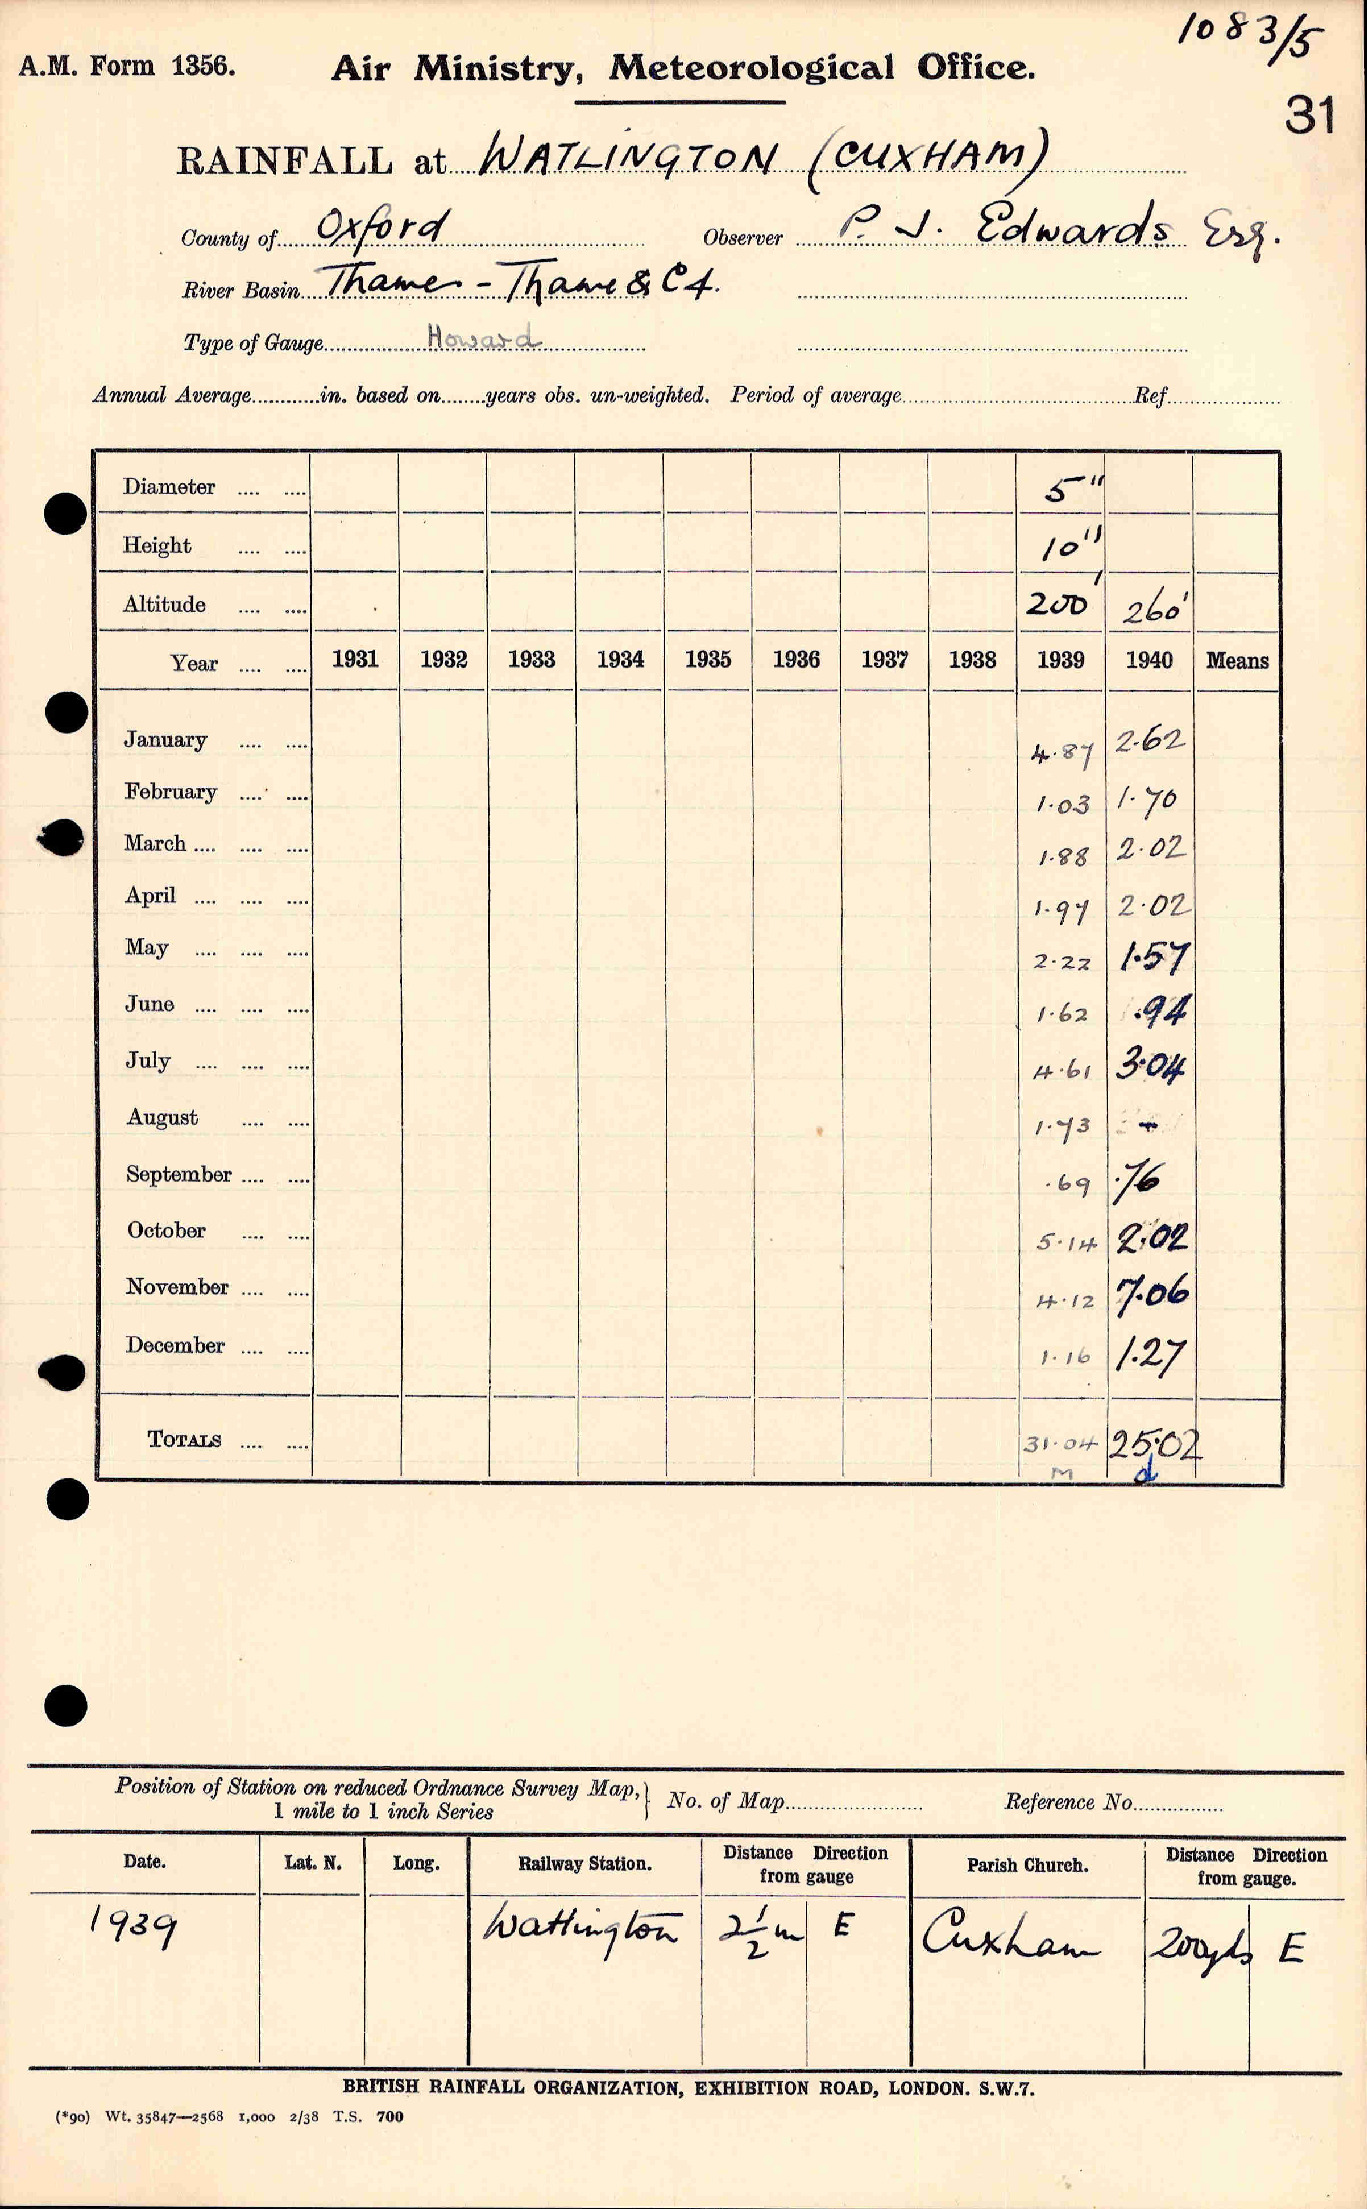 1083/5
A.M. Form 1356. Air Ministry, Meteorological Office.
31
RAINFALL at WATLINGTON (CUXHAM)
County of Oxford Observer P. J. Edwards Esq.
River Basin Thames - Thame & C4.
Type of Gauge Howard
Annual Average in. based on years obs. un-weighted. Period of average Ref
Diameter 5"
Height 10"
Altitude 200' 260'
Year 1931 1932 1933 1934 1935 1936 1937 1938 1939 1940 Means
January 4.87 2.62
February 1.03 1.70
March 1.88 2.02
April 1.97 2.02
May 2.22 1.57
June 1.62 .94
July 4.61 3.04
August 1.73
September .69 .76
October 5.14 2.02
November 4.12 7.06
December 1.16 1.27
TOTALS 31.04 25.02
M d
Position of Station on reduced Ordnance Survey Map, 1 mile to 1 inch Series } No. of Map Reference No.
Date. Lat. N. Long. Railway Station. Distance Direction from gauge Parish Church. Distance Direction from gauge.
1939 Watlington 2½ m E Cuxham 200yds E
BRITISH RAINFALL ORGANIZATION, EXHIBITION ROAD, LONDON. S.W.7.
(*90) Wt. 35847—2568 1,000 2/38 T.S. 700